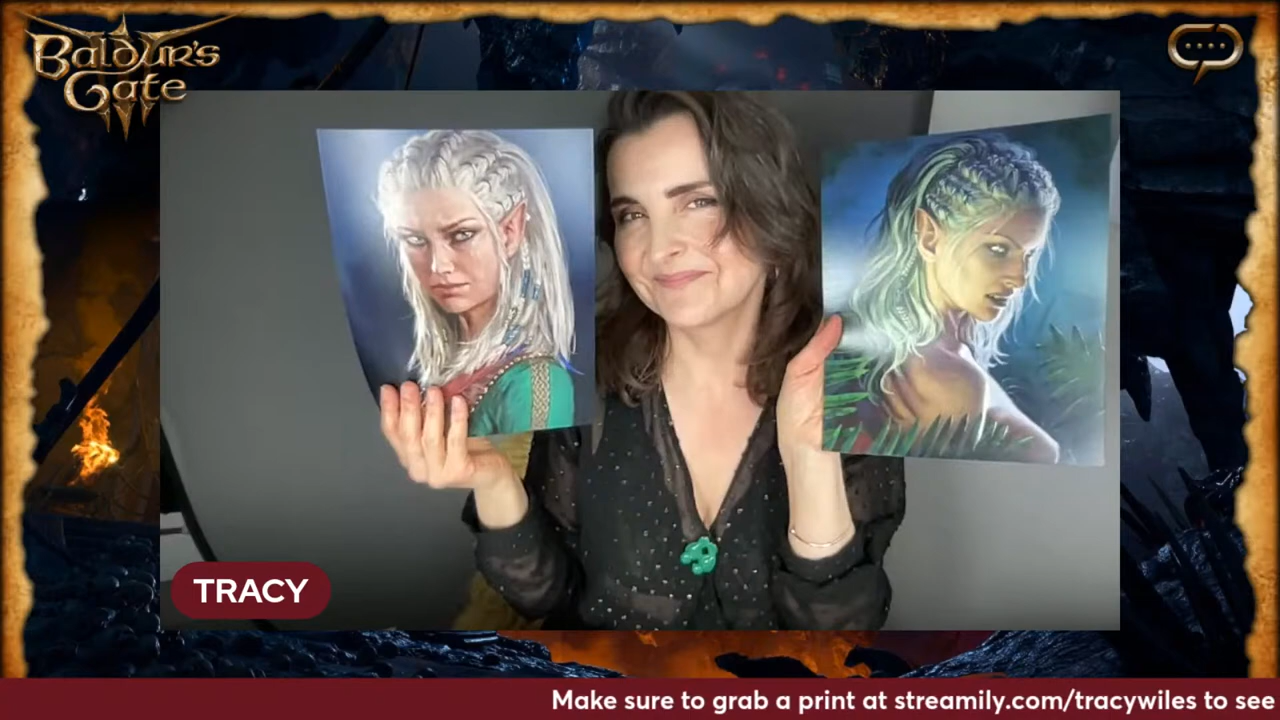 BALDUR'S
GATE
III
TRACY
Make sure to grab a print at streamily.com/tracywiles to see